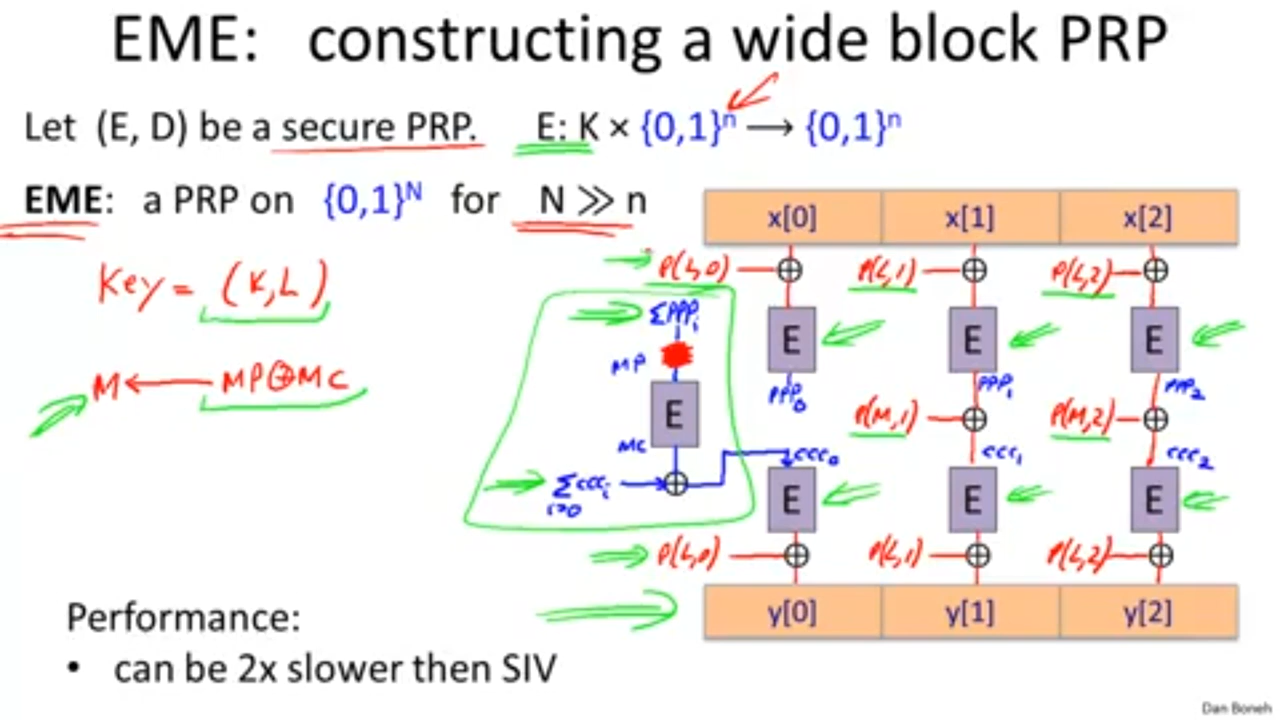 EME: constructing a wide block PRP
Let (E, D) be a secure PRP. E: K × {0,1}ⁿ ⟶ {0,1}ⁿ
EME: a PRP on {0,1}ᴺ for N ≫ n
x[0] x[1] x[2]
Key = (K,L)
P(L,0) ⊕ P(L,1) ⊕ P(L,2) ⊕
ΣPPPᵢ
E E E
MP
M ← MP⊕MC
PPP₀ PPP₁ PPP₂
E
P(M,1) ⊕ P(M,2) ⊕
MC
CCC₀ CCC₁ CCC₂
Σ CCCᵢ ⊕
i>0
E E E
P(L,0) ⊕ P(L,1) ⊕ P(L,2) ⊕
y[0] y[1] y[2]
Performance:
• can be 2x slower then SIV
Dan Boneh